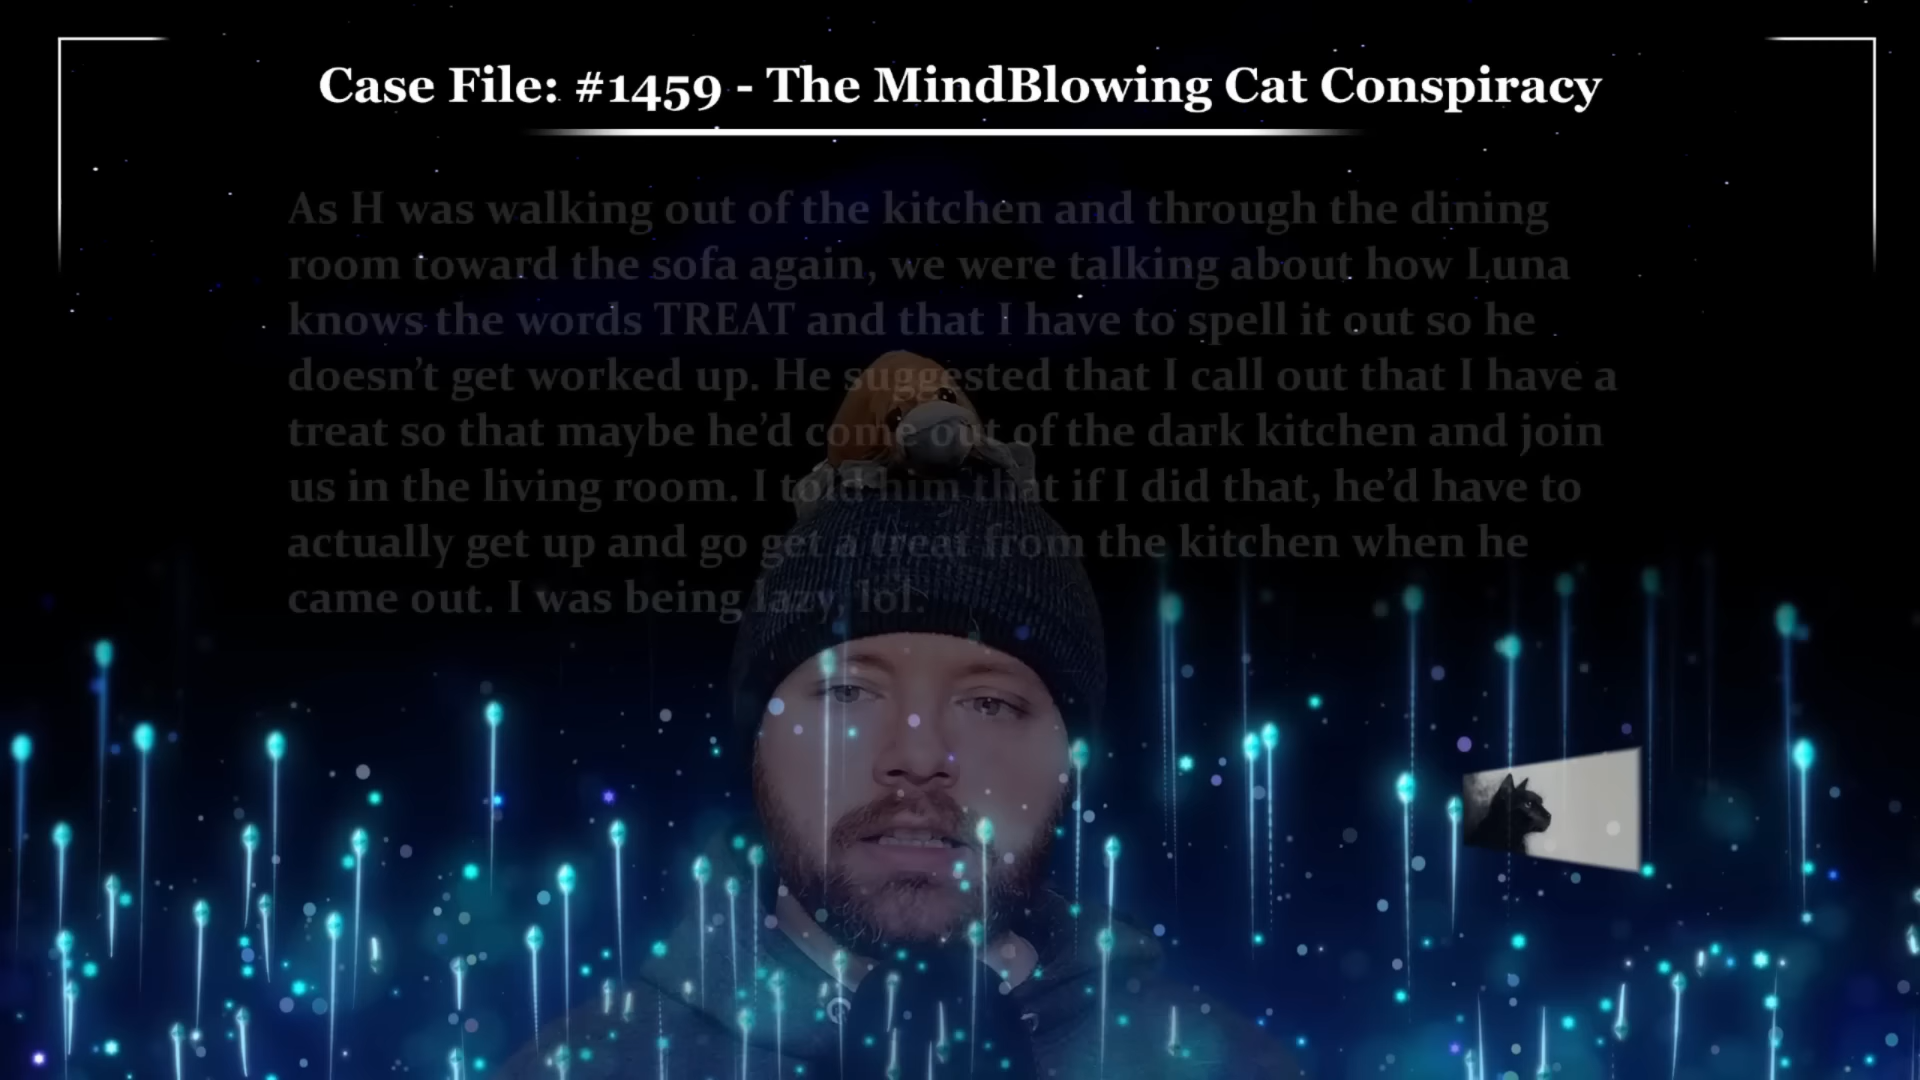 Case File: #1459 - The MindBlowing Cat Conspiracy
As H was walking out of the kitchen and through the dining
room toward the sofa again, we were talking about how Luna
knows the words TREAT and that I have to spell it out so he
doesn’t get worked up. He suggested that I call out that I have a
treat so that maybe he’d come out of the dark kitchen and join
us in the living room. I told him that if I did that, he’d have to
actually get up and go get a treat from the kitchen when he
came out. I was being lazy, lol.